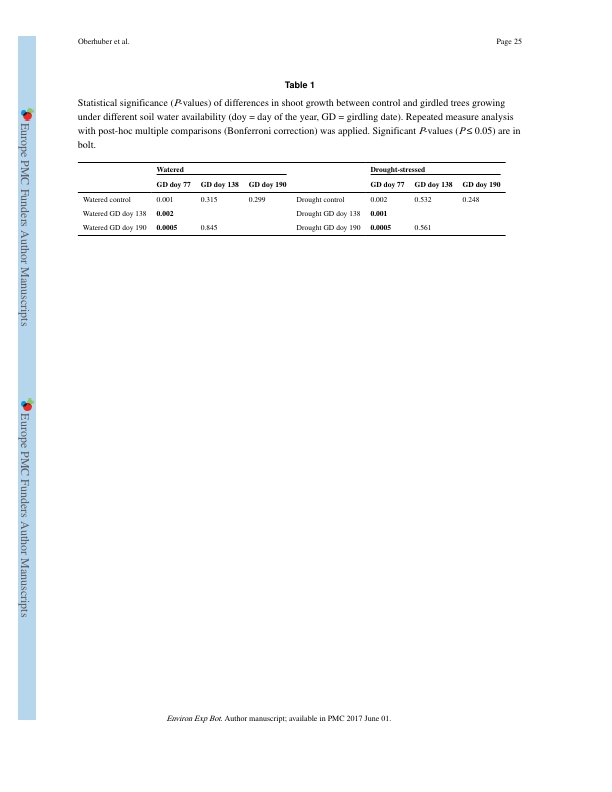 Oberhuber et al.
Page 25
Table 1
Statistical significance (P-values) of differences in shoot growth between control and girdled trees growing
under different soil water availability (doy = day of the year, GD = girdling date). Repeated measure analysis
with post-hoc multiple comparisons (Bonferroni correction) was applied. Significant P-values (P ≤ 0.05) are in
bolt.
Watered Drought-stressed
GD doy 77 GD doy 138 GD doy 190 GD doy 77 GD doy 138 GD doy 190
Watered control 0.001 0.315 0.299 Drought control 0.002 0.532 0.248
Watered GD doy 138 0.002 Drought GD doy 138 0.001
Watered GD doy 190 0.0005 0.845 Drought GD doy 190 0.0005 0.561
Europe PMC Funders Author Manuscripts
Europe PMC Funders Author Manuscripts
Environ Exp Bot. Author manuscript; available in PMC 2017 June 01.